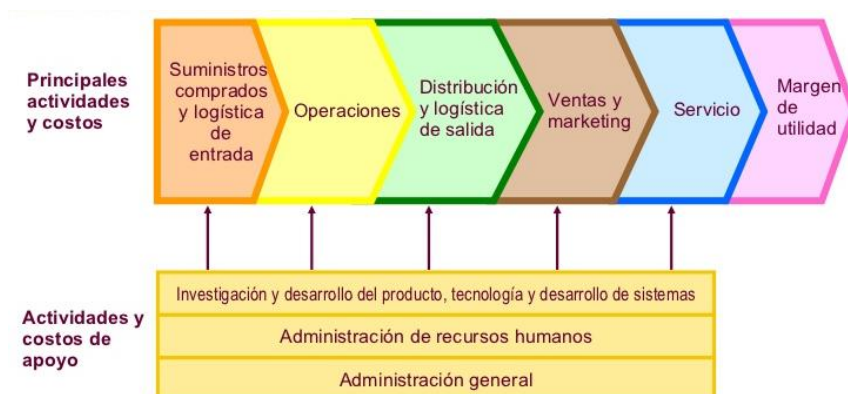 Principales
actividades
y costos
Suministros
comprados
y logística
de
entrada
Operaciones
Distribución
y logística
de salida
Ventas y
marketing
Servicio
Margen
de
utilidad
Actividades y
costos de
apoyo
Investigación y desarrollo del producto, tecnología y desarrollo de sistemas
Administración de recursos humanos
Administración general